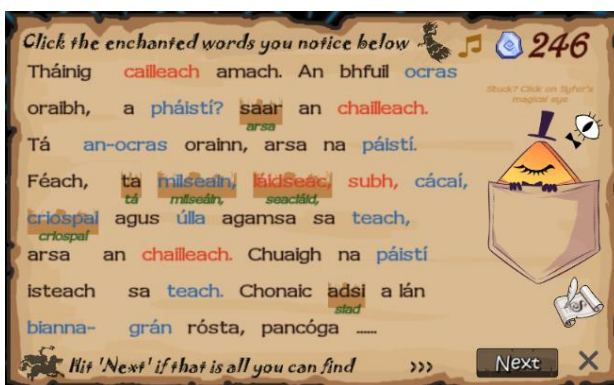 Click the enchanted words you notice below 246
Tháinig cailleach amach. An bhfuil ocras
Stuck? Click on Syfer's
magical eye
oraibh, a pháistí? saar an chailleach.
arsa
Tá an-ocras orainn, arsa na páistí.
Féach, ta milseain, láidseac, subh, cácaí,
tá milseáin, seacláid,
criospai agus úlla agamsa sa teach,
criospaí
arsa an chailleach. Chuaigh na páistí
isteach sa teach. Chonaic adsi a lán
siad
bianna- grán rósta, pancóga ......
Hit 'Next' if that is all you can find >>> Next